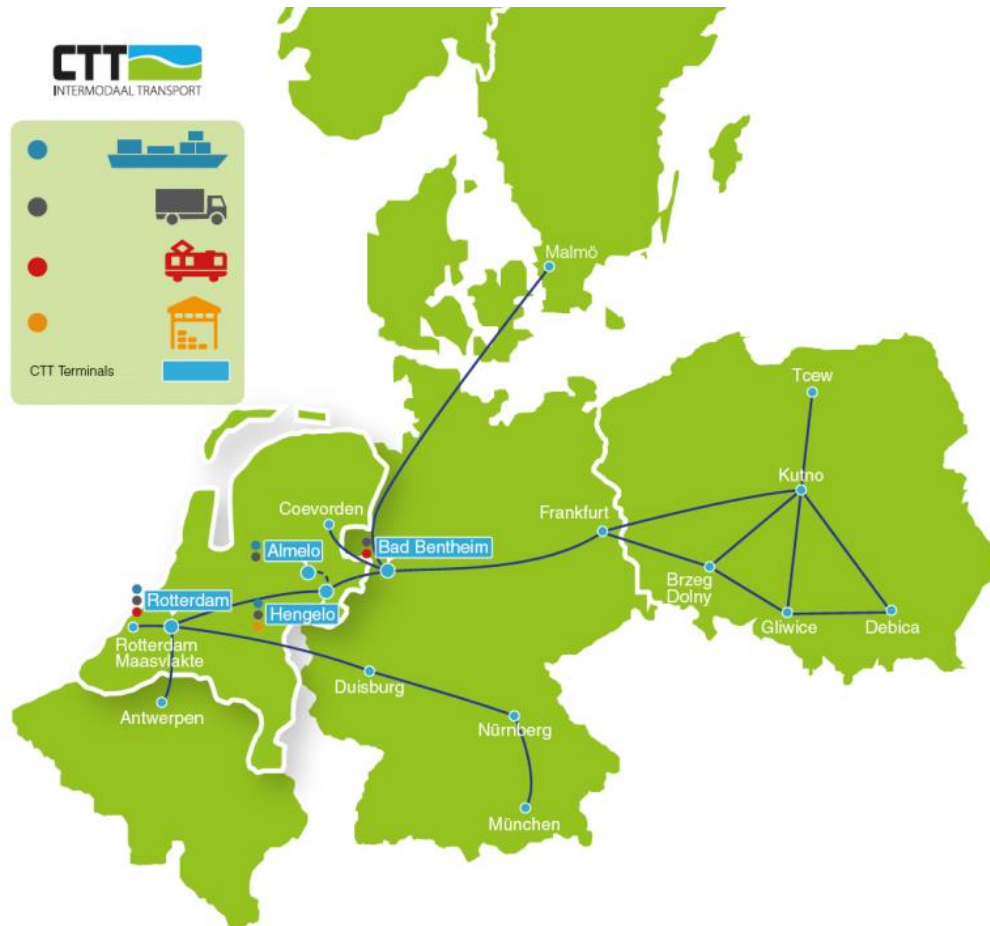 CTT
INTERMODAAL TRANSPORT
CTT Terminals
Malmö
Tcew
Kutno
Coevorden
Frankfurt
Almelo
Bad Bentheim
Brzeg
Dolny
Rotterdam
Hengelo
Gliwice
Debica
Rotterdam
Maasvlakte
Duisburg
Antwerpen
Nürnberg
München